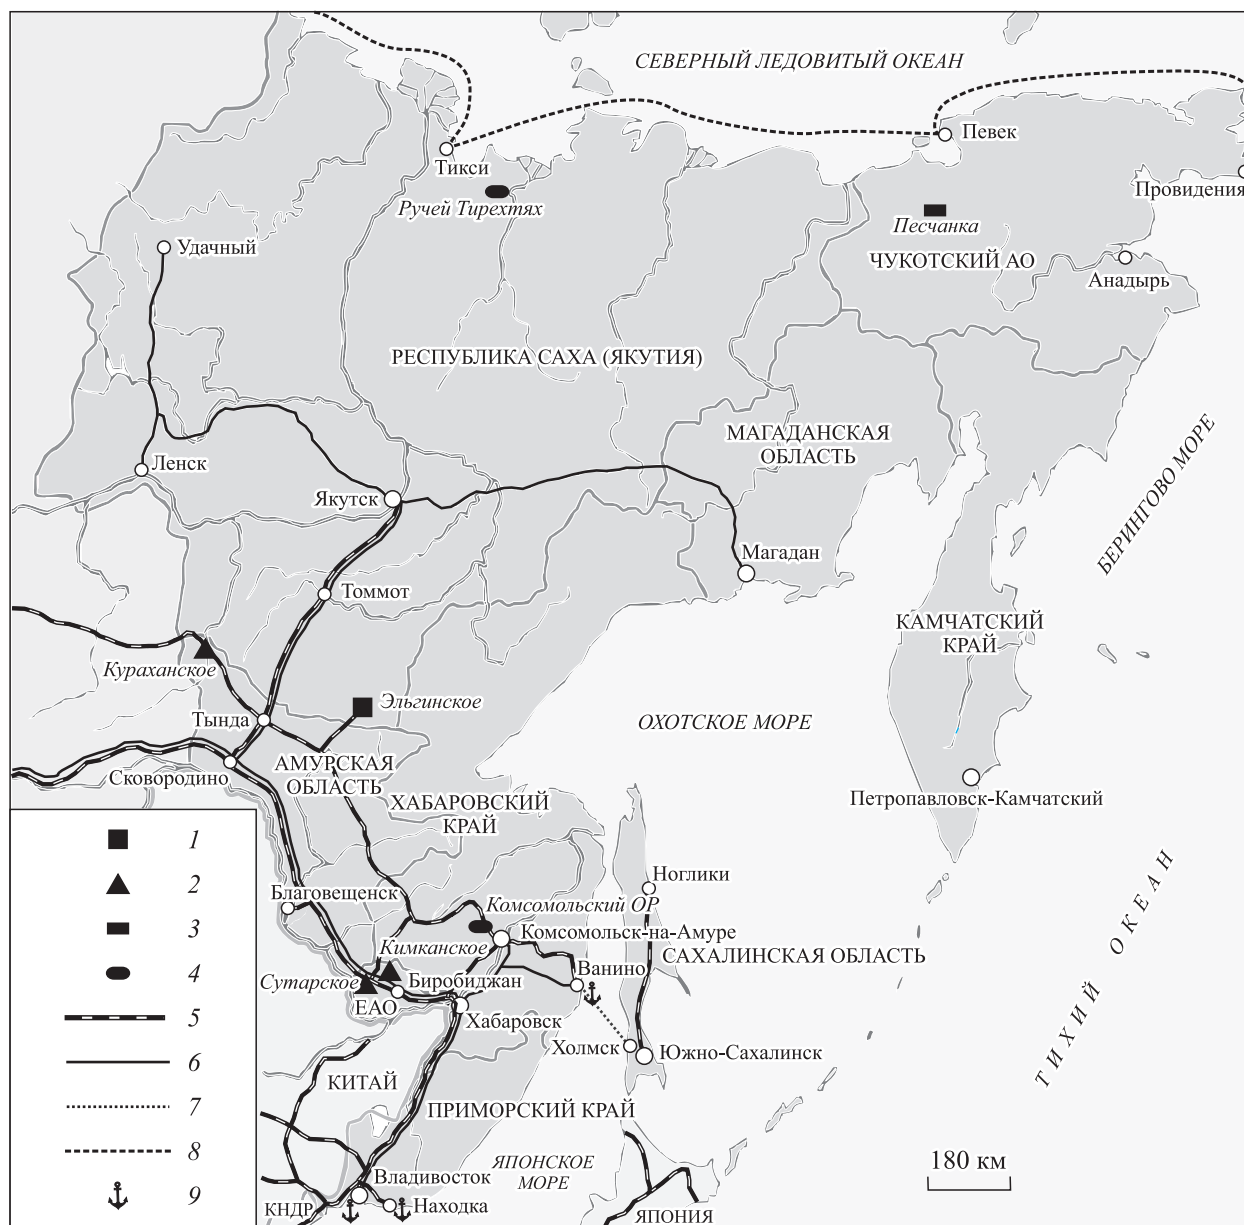 СЕВЕРНЫЙ ЛЕДОВИТЫЙ ОКЕАН
Певек
Тикси
Провидения
Ручей Тирехтях
Песчанка
Удачный
ЧУКОТСКИЙ АО
Анадырь
РЕСПУБЛИКА САХА (ЯКУТИЯ)
МАГАДАНСКАЯ
ОБЛАСТЬ
БЕРИНГОВО МОРЕ
Ленск
Якутск
Магадан
Томмот
КАМЧАТСКИЙ
КРАЙ
Кураханское
Эльгинское
Тында
ОХОТСКОЕ МОРЕ
АМУРСКАЯ
ОБЛАСТЬ
Сковородино
ХАБАРОВСКИЙ
КРАЙ
Петропавловск-Камчатский
1
2
3
4
5
6
7
8
9
Ноглики
Благовещенск
Комсомольский ОР
Комсомольск-на-Амуре
Кимканское
САХАЛИНСКАЯ ОБЛАСТЬ
Ванино
Сутарское
Биробиджан
ЕАО
Хабаровск
Холмск
Южно-Сахалинск
ТИХИЙ ОКЕАН
КИТАЙ
ПРИМОРСКИЙ КРАЙ
ЯПОНСКОЕ
МОРЕ
180 км
Владивосток
Находка
КНДР
ЯПОНИЯ